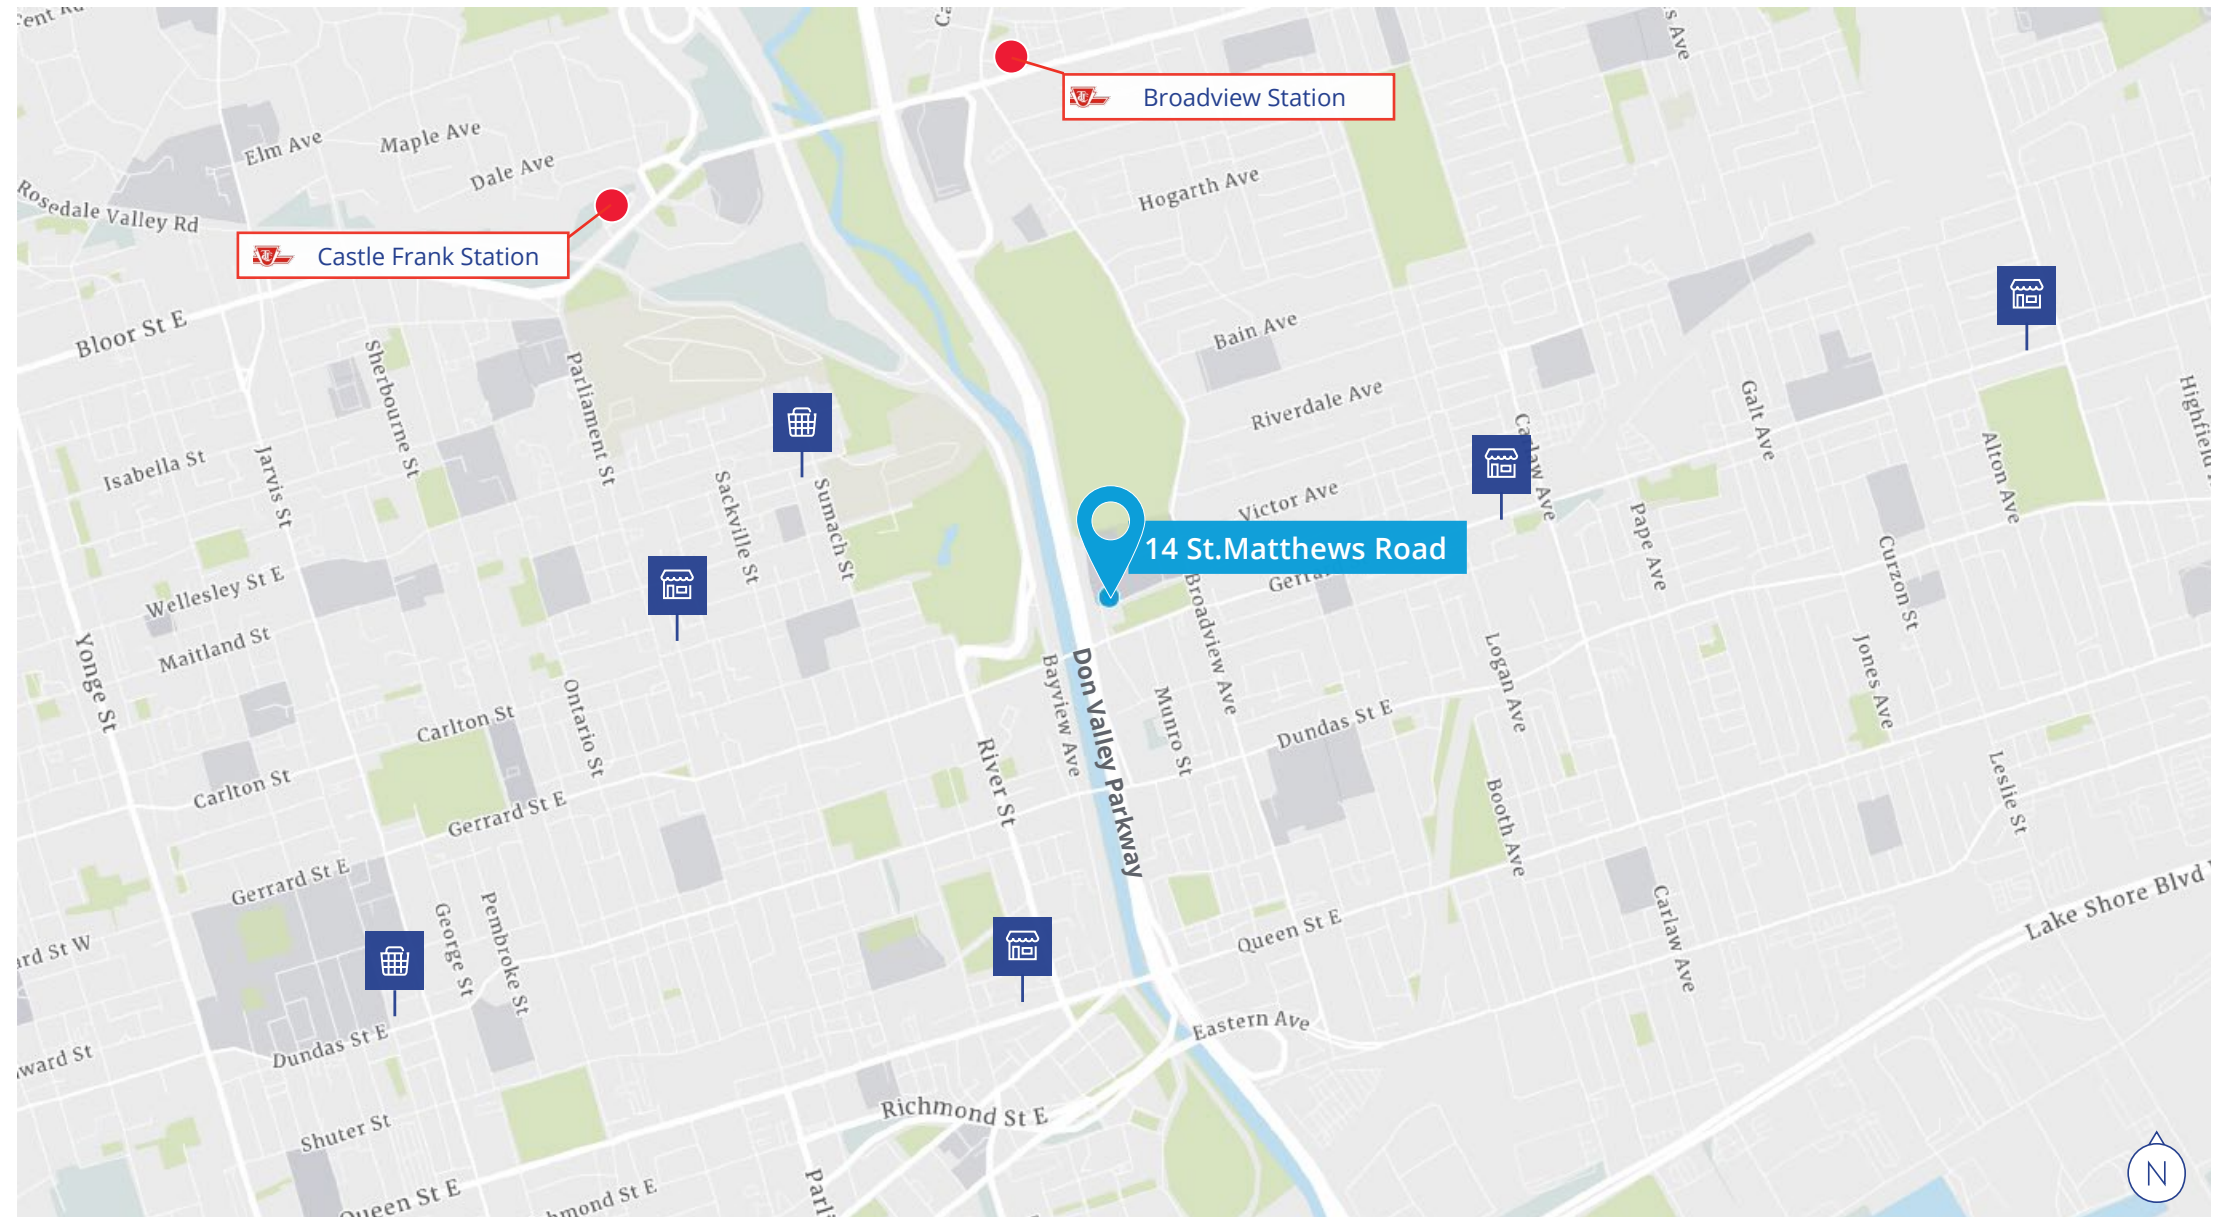 Broadview Station
Elm Ave
Maple Ave
Dale Ave
Rosedale Valley Rd
Hogarth Ave
Castle Frank Station
Bloor St E
Bain Ave
Sherbourne St
Parliament St
Riverdale Ave
Galt Ave
Carlaw Ave
Alton Ave
Isabella St
Jarvis St
Sackville St
Sumach St
Victor Ave
Pape Ave
14 St.Matthews Road
Curzon St
Wellesley St E
Maitland St
Broadview Ave
Yonge St
Bayview Ave
Don Valley Parkway
Logan Ave
Jones Ave
Carlton St
Ontario St
Munro St
Dundas St E
River St
Carlton St
Gerrard St E
Booth Ave
Leslie St
Gerrard St E
George St
Pembroke St
Queen St E
Carlaw Ave
Lake Shore Blvd
Dundas St E
Eastern Ave
Richmond St E
Shuter St
Queen St E
N